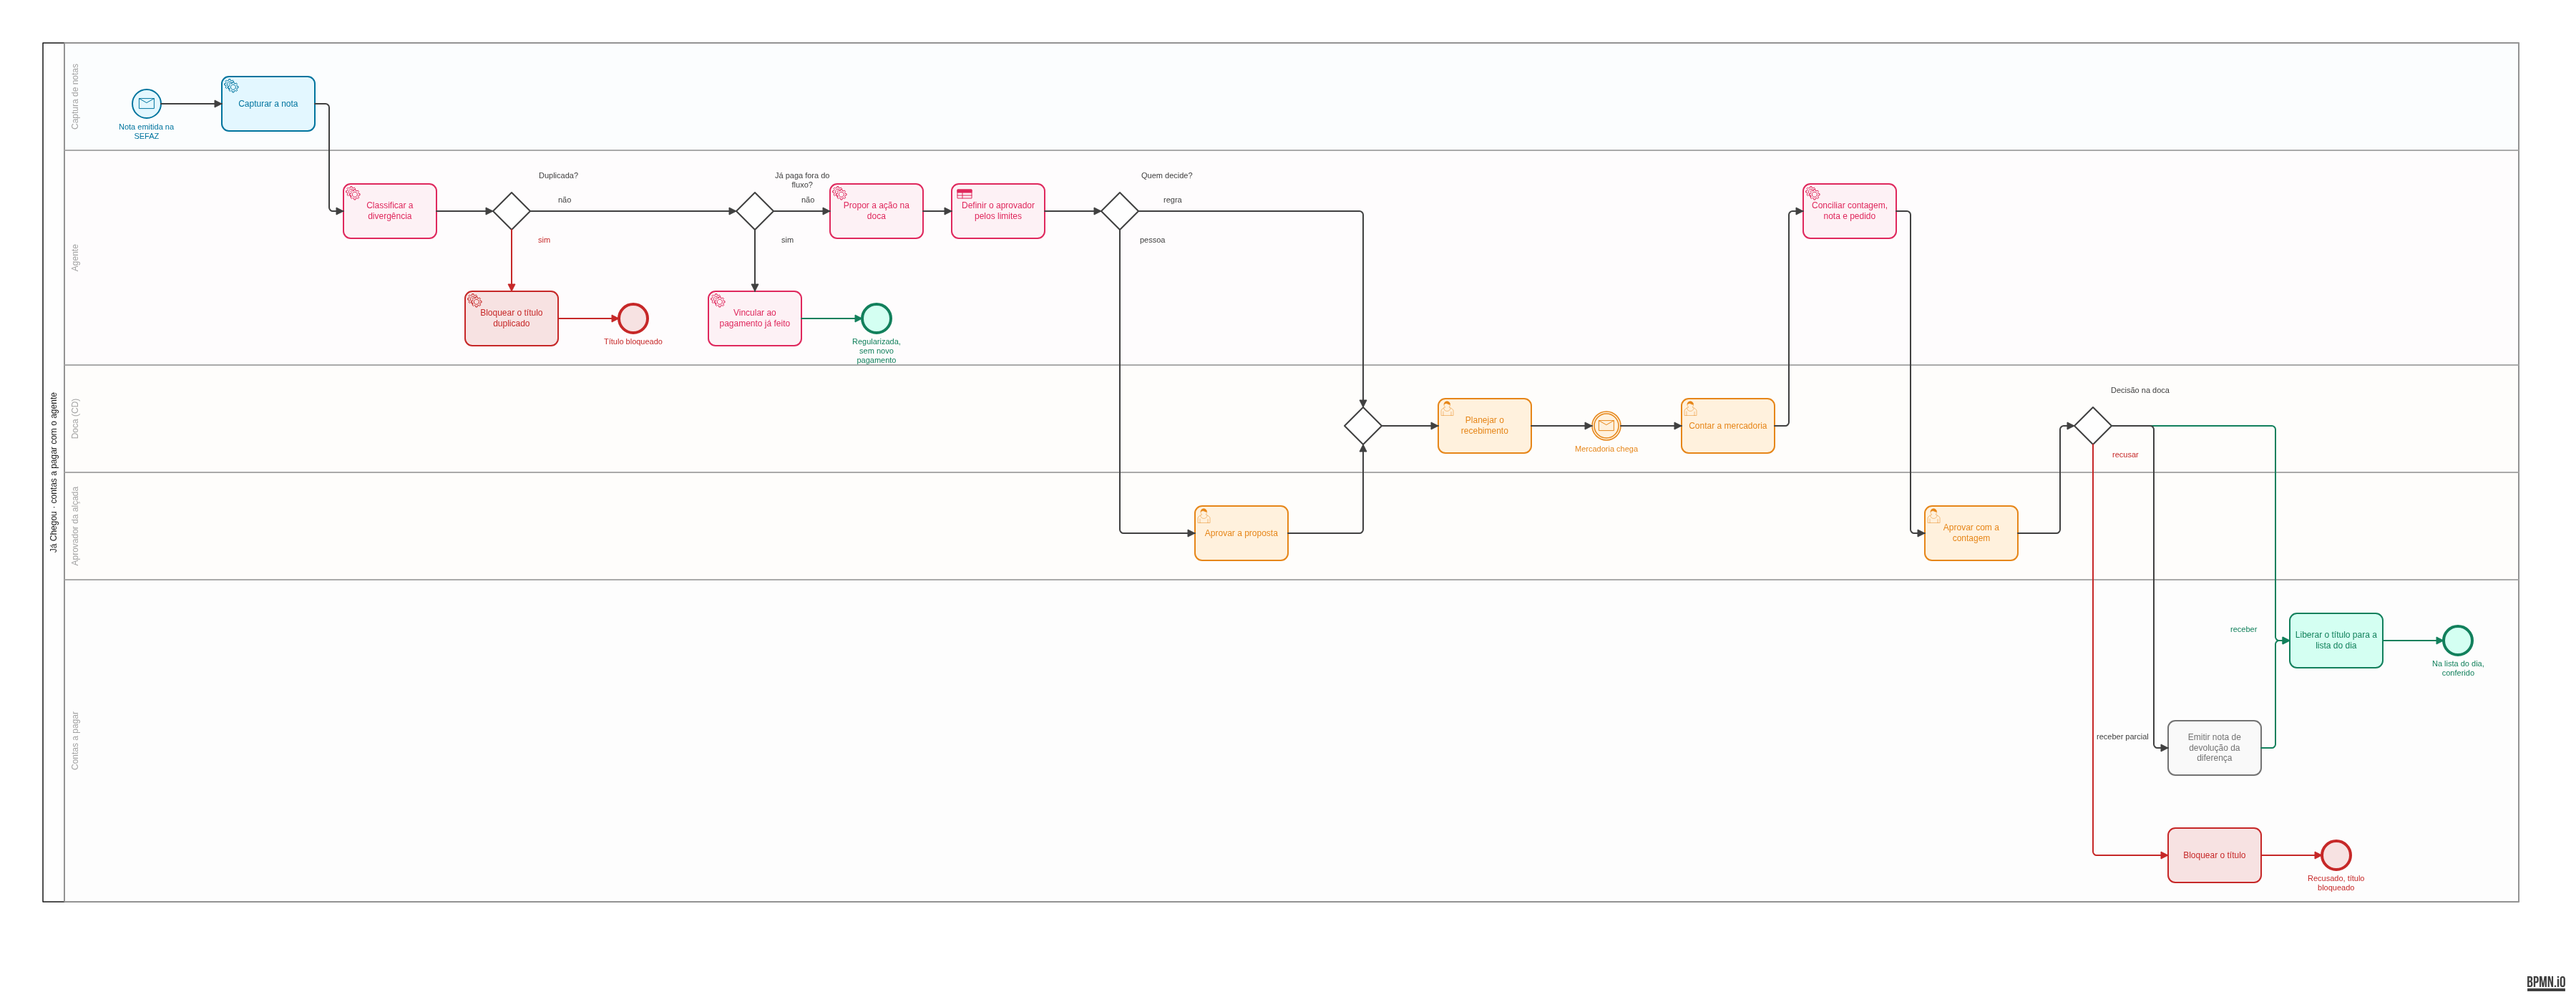 Já Chegou - contas a pagar com o agente
Captura de notas
Nota emitida na
SEFAZ
Capturar a nota
Agente
Classificar a
divergência
Duplicada?
não
sim
Bloquear o título
duplicado
Título bloqueado
Já paga fora do
fluxo?
não
sim
Vincular ao
pagamento já feito
Regularizada,
sem novo
pagamento
Propor a ação na
doca
Definir o aprovador
pelos limites
Quem decide?
regra
pessoa
Conciliar contagem,
nota e pedido
Doca (CD)
Planejar o
recebimento
Mercadoria chega
Contar a mercadoria
Decisão na doca
recusar
Aprovador da alçada
Aprovar a proposta
Aprovar com a
contagem
Contas a pagar
receber
Liberar o título para a
lista do dia
Na lista do dia,
conferido
receber parcial
Emitir nota de
devolução da
diferença
Bloquear o título
Recusado, título
bloqueado
BPMN.iO